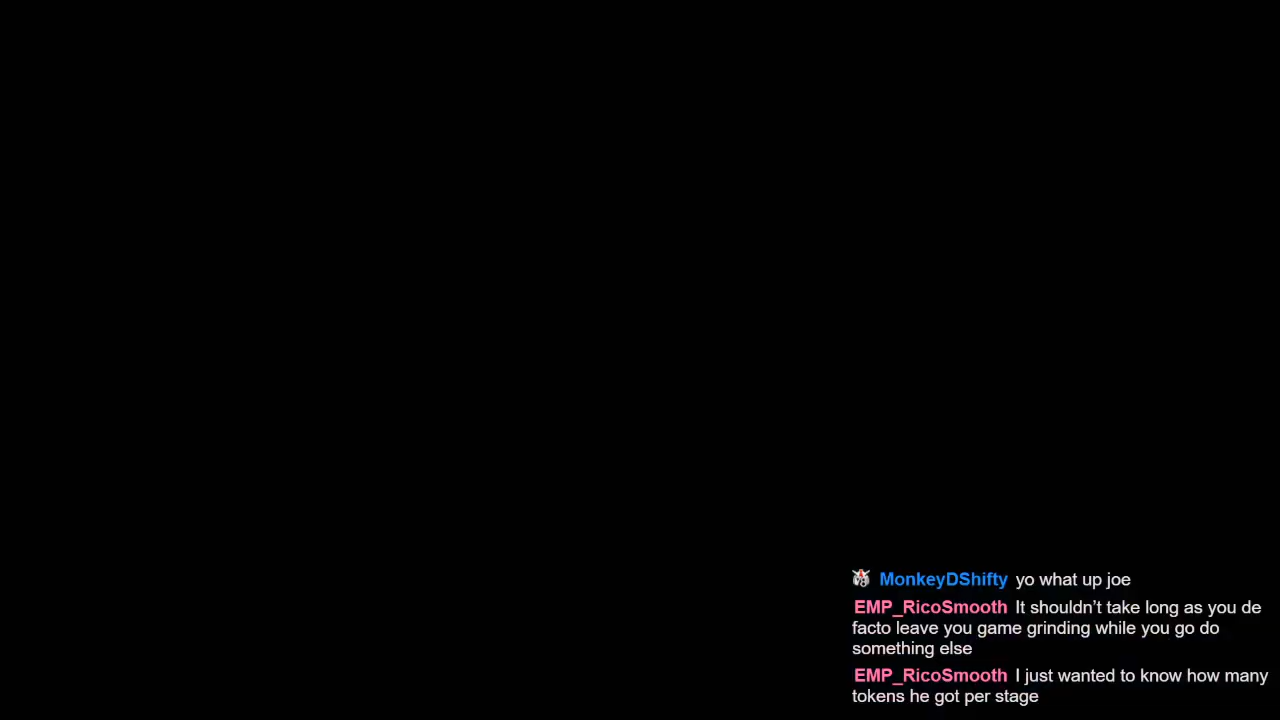 MonkeyDShifty yo what up joe
EMP_RicoSmooth It shouldn’t take long as you de
facto leave you game grinding while you go do
something else
EMP_RicoSmooth I just wanted to know how many
tokens he got per stage